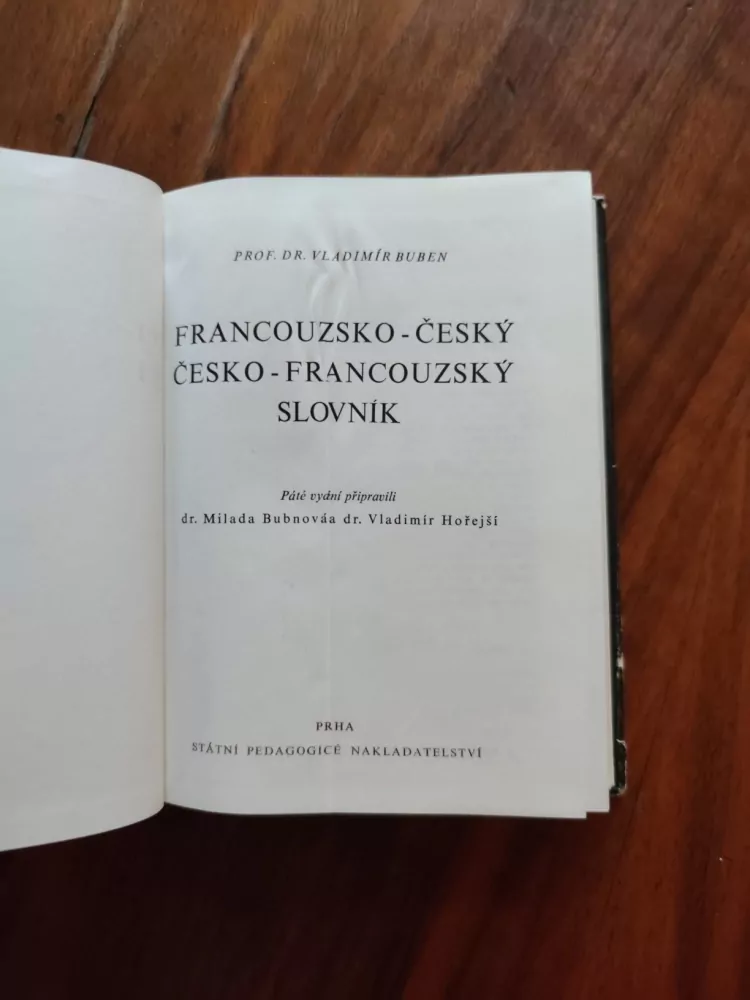 PROF. DR. VLADIMÍR BUBEN
FRANCOUZSKO - ČESKÝ
ČESKO - FRANCOUZSKÝ
SLOVNÍK
Páté vydní připravili
dr. Milada Bubnováa dr. Vladimír Hořejší
PRHA
STÁTNÍ PEDAGOGICÉ NAKLADATELSTVÍ